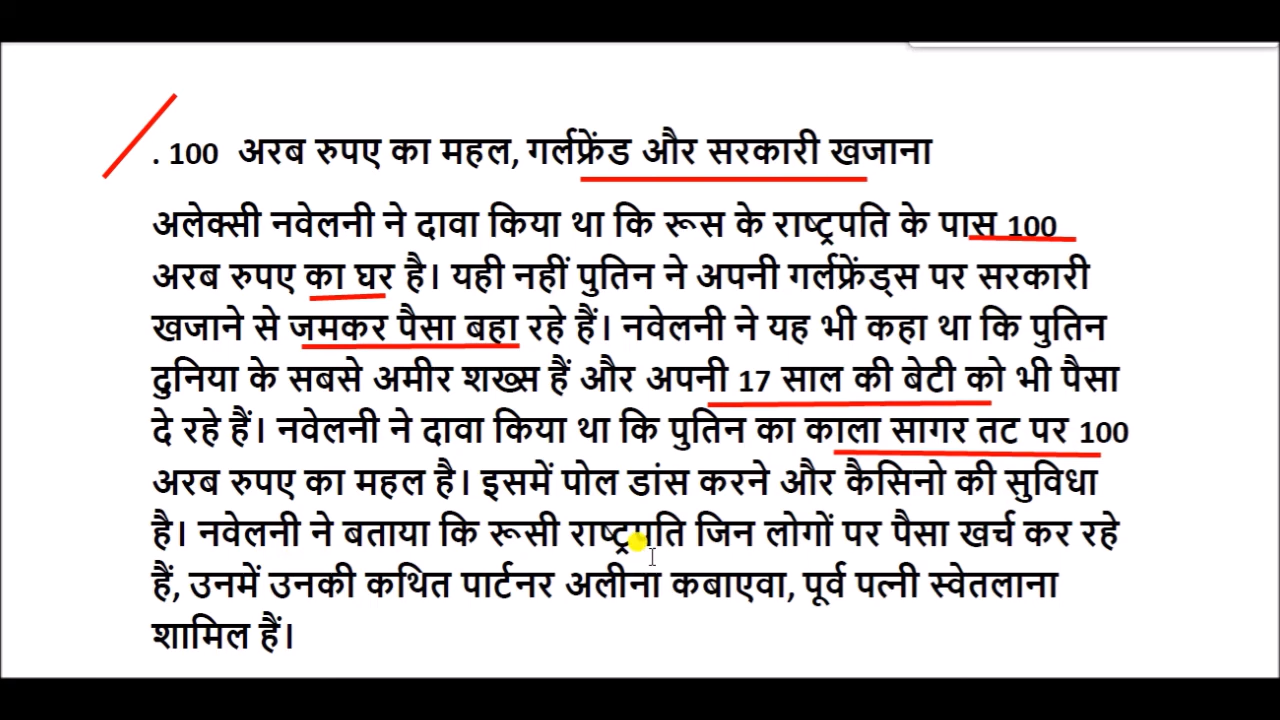 . 100 अरब रुपए का महल, गर्लफ्रेंड और सरकारी खजाना
अलेक्सी नवेलनी ने दावा किया था कि रूस के राष्ट्रपति के पास 100
अरब रुपए का घर है। यही नहीं पुतिन ने अपनी गर्लफ्रेंड्स पर सरकारी
खजाने से जमकर पैसा बहा रहे हैं। नवेलनी ने यह भी कहा था कि पुतिन
दुनिया के सबसे अमीर शख्स हैं और अपनी 17 साल की बेटी को भी पैसा
दे रहे हैं। नवेलनी ने दावा किया था कि पुतिन का काला सागर तट पर 100
अरब रुपए का महल है। इसमें पोल डांस करने और कैसिनो की सुविधा
है। नवेलनी ने बताया कि रूसी राष्ट्रपति जिन लोगों पर पैसा खर्च कर रहे
हैं, उनमें उनकी कथित पार्टनर अलीना कबाएवा, पूर्व पत्नी स्वेतलाना
शामिल हैं।